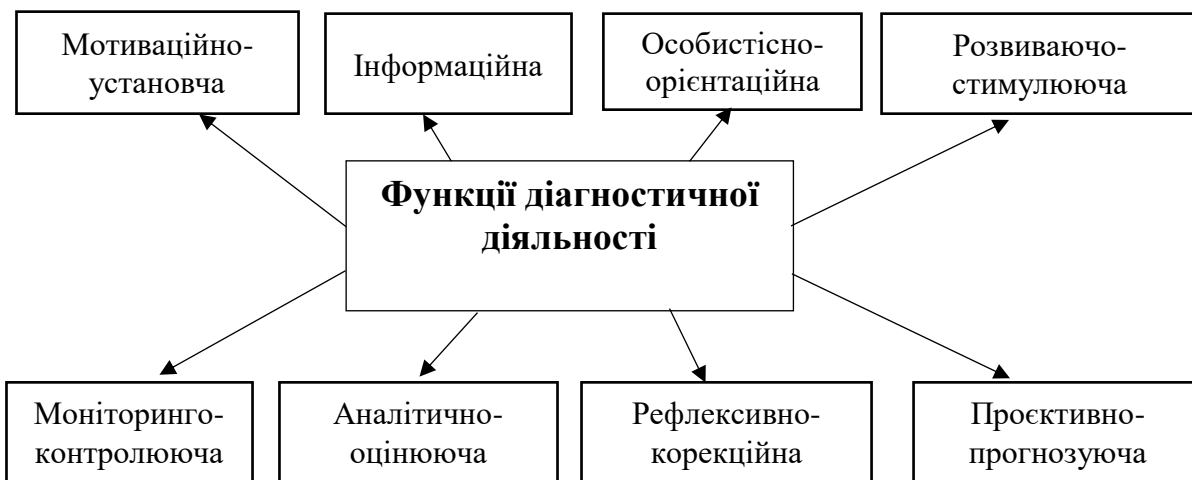 Мотиваційно-
установча
Інформаційна
Особистісно-
орієнтаційна
Розвиваючо-
стимулююча
Функції діагностичної
діяльності
Моніторинго-
контролююча
Аналітично-
оцінююча
Рефлексивно-
корекційна
Проєктивно-
прогнозуюча